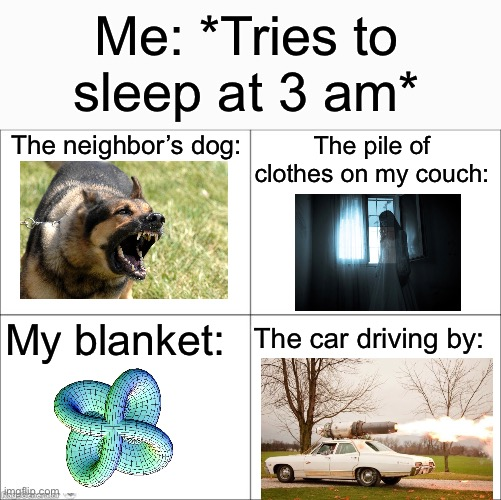 Me: *Tries to
sleep at 3 am*
The neighbor’s dog:
The pile of
clothes on my couch:
My blanket:
The car driving by:
imgflip.com